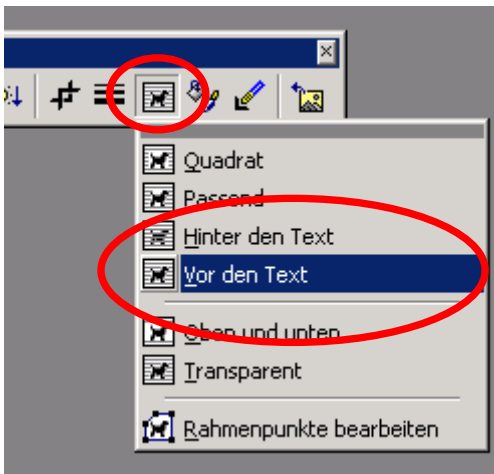 Quadrat
Passend
Hinter den Text
Vor den Text
Oben und unten
Transparent
Rahmenpunkte bearbeiten